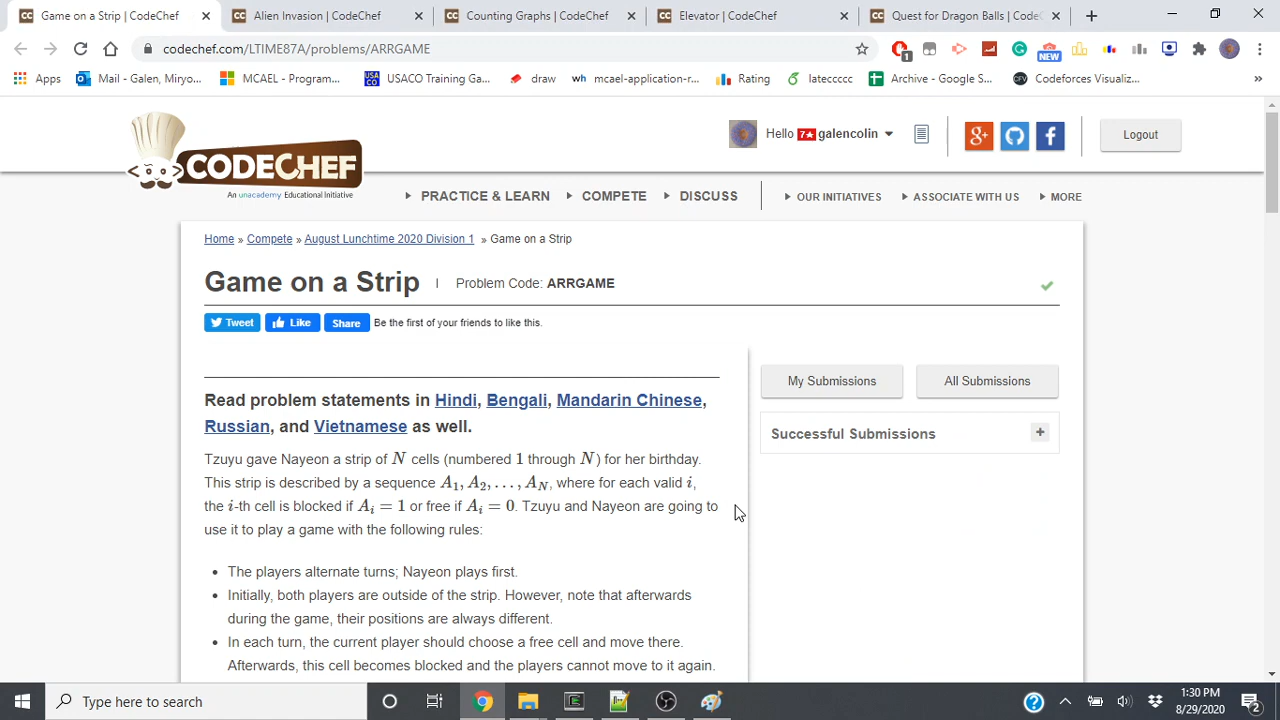 Game on a Strip | CodeChef
Alien Invasion | CodeChef
Counting Graphs | CodeChef
Elevator | CodeChef
Quest for Dragon Balls | Code
codechef.com/LTIME87A/problems/ARRGAME
1
NEW
Apps
Mail - Galen, Miryo...
MCAEL - Program...
USACO Training Ga...
draw
wh mcael-application-r...
Rating
lateccccc
Archive - Google S...
Codeforces Visualiz...
»
CODECHEF
An unacademy Educational Initiative
Hello 7★ galencolin
Logout
PRACTICE & LEARN
COMPETE
DISCUSS
OUR INITIATIVES
ASSOCIATE WITH US
MORE
Home » Compete » August Lunchtime 2020 Division 1 » Game on a Strip
Game on a Strip
Problem Code: ARRGAME
Tweet
Like
Share
Be the first of your friends to like this.
My Submissions
All Submissions
Successful Submissions
+
Read problem statements in Hindi, Bengali, Mandarin Chinese,
Russian, and Vietnamese as well.
Tzuyu gave Nayeon a strip of N cells (numbered 1 through N) for her birthday.
This strip is described by a sequence A₁, A₂, …, A_N, where for each valid i,
the i-th cell is blocked if Aᵢ = 1 or free if Aᵢ = 0. Tzuyu and Nayeon are going to
use it to play a game with the following rules:
• The players alternate turns; Nayeon plays first.
• Initially, both players are outside of the strip. However, note that afterwards
during the game, their positions are always different.
• In each turn, the current player should choose a free cell and move there.
Afterwards, this cell becomes blocked and the players cannot move to it again.
Type here to search
1:30 PM
8/29/2020
2